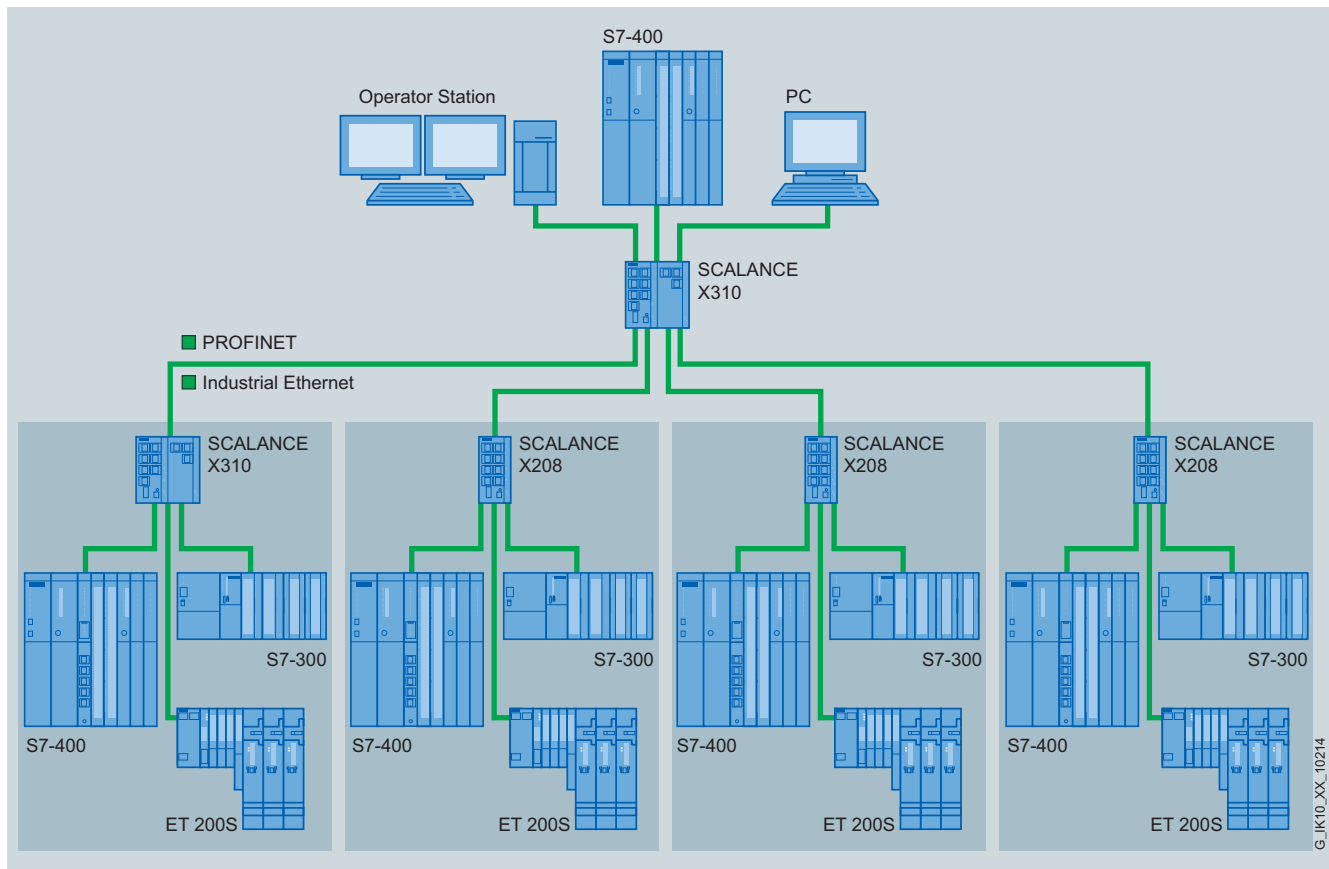 S7-400
Operator Station
PC
SCALANCE
X310
PROFINET
Industrial Ethernet
SCALANCE
X310
SCALANCE
X208
SCALANCE
X208
SCALANCE
X208
S7-300
S7-300
S7-300
S7-300
S7-400
S7-400
S7-400
S7-400
ET 200S
ET 200S
ET 200S
ET 200S
G_IK10_XX_10214